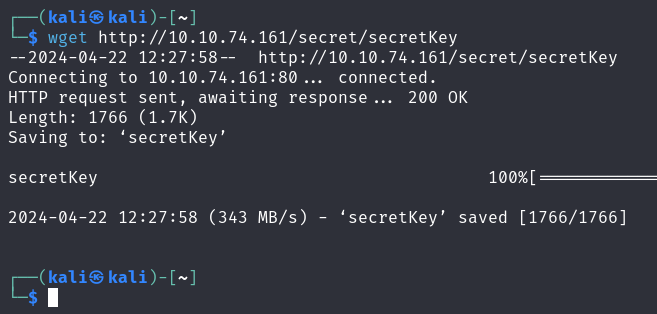 ┌──(kali㉿kali)-[~]
└─$ wget http://10.10.74.161/secret/secretKey
--2024-04-22 12:27:58--  http://10.10.74.161/secret/secretKey
Connecting to 10.10.74.161:80... connected.
HTTP request sent, awaiting response... 200 OK
Length: 1766 (1.7K)
Saving to: ‘secretKey’
secretKey 100%[===========
2024-04-22 12:27:58 (343 MB/s) - ‘secretKey’ saved [1766/1766]
┌──(kali㉿kali)-[~]
└─$